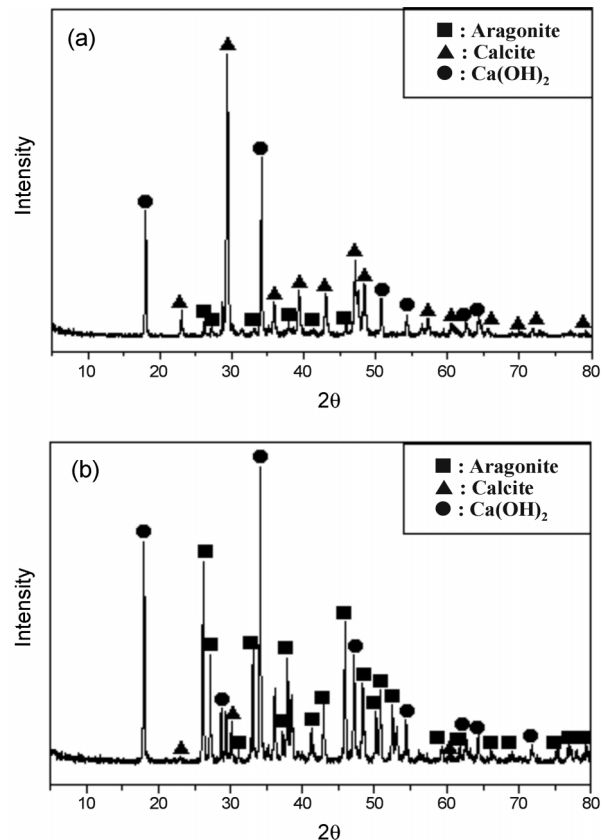 (a)
■ : Aragonite
▲ : Calcite
● : Ca(OH)₂
Intensity
10 20 30 40 50 60 70 80
2θ
(b)
■ : Aragonite
▲ : Calcite
● : Ca(OH)₂
Intensity
10 20 30 40 50 60 70 80
2θ